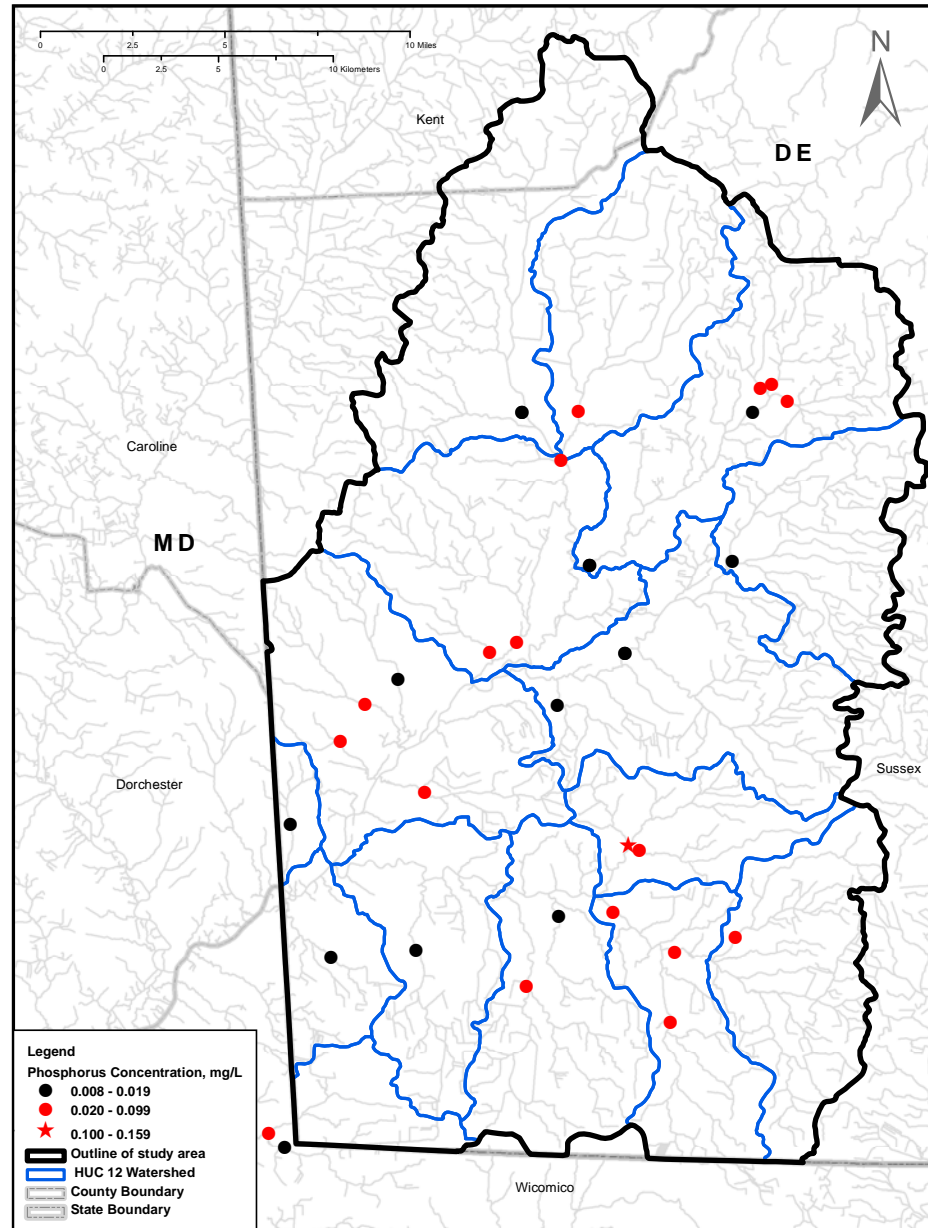 0 2.5 5 10 Miles
0 2.5 5 10 Kilometers
N
Kent
DE
Caroline
MD
Dorchester
Sussex
Wicomico
Legend
Phosphorus Concentration, mg/L
0.008 - 0.019
0.020 - 0.099
0.100 - 0.159
Outline of study area
HUC 12 Watershed
County Boundary
State Boundary